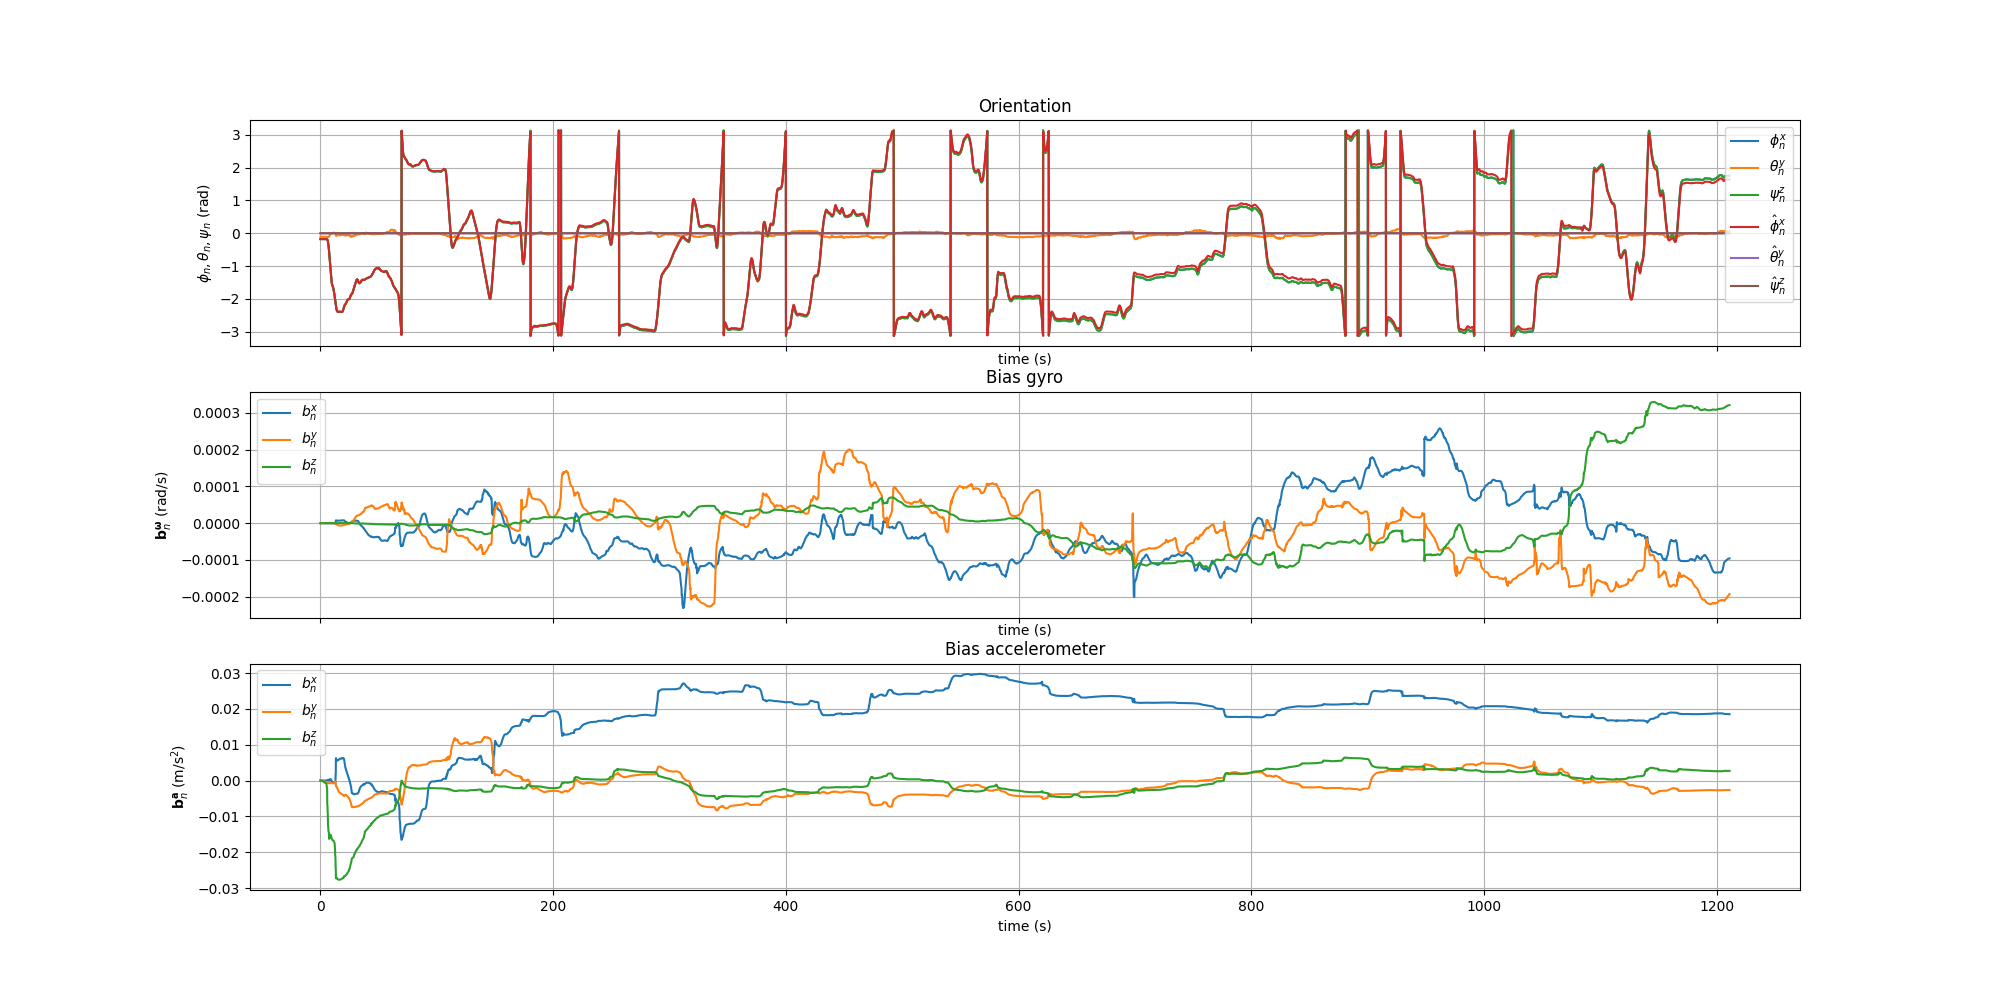 Orientation
3
2
1
0
−1
−2
−3
ϕₙ, θₙ, ψₙ (rad)
ϕₙˣ
θₙʸ
ψₙᶻ
ϕ̂ₙˣ
θ̂ₙʸ
ψ̂ₙᶻ
time (s)
Bias gyro
0.0003
0.0002
0.0001
0.0000
−0.0001
−0.0002
bₙ^ω (rad/s)
bₙˣ
bₙʸ
bₙᶻ
time (s)
Bias accelerometer
0.03
0.02
0.01
0.00
−0.01
−0.02
−0.03
bₙᵃ (m/s²)
bₙˣ
bₙʸ
bₙᶻ
0 200 400 600 800 1000 1200
time (s)